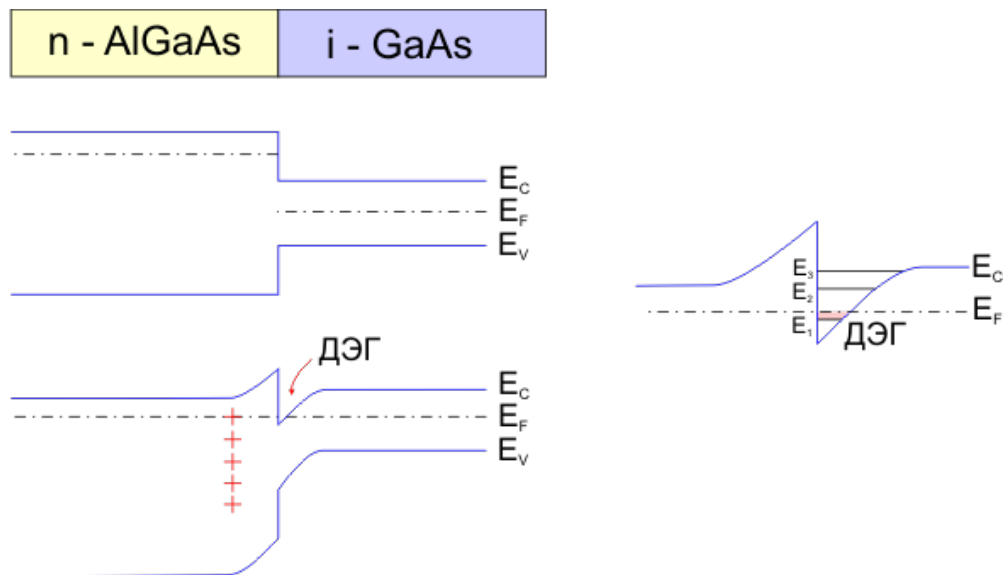 n - AlGaAs
i - GaAs
E_C
E_F
E_V
ДЭГ
E_C
E_F
E_V
E_3
E_2
E_1
E_C
E_F
ДЭГ